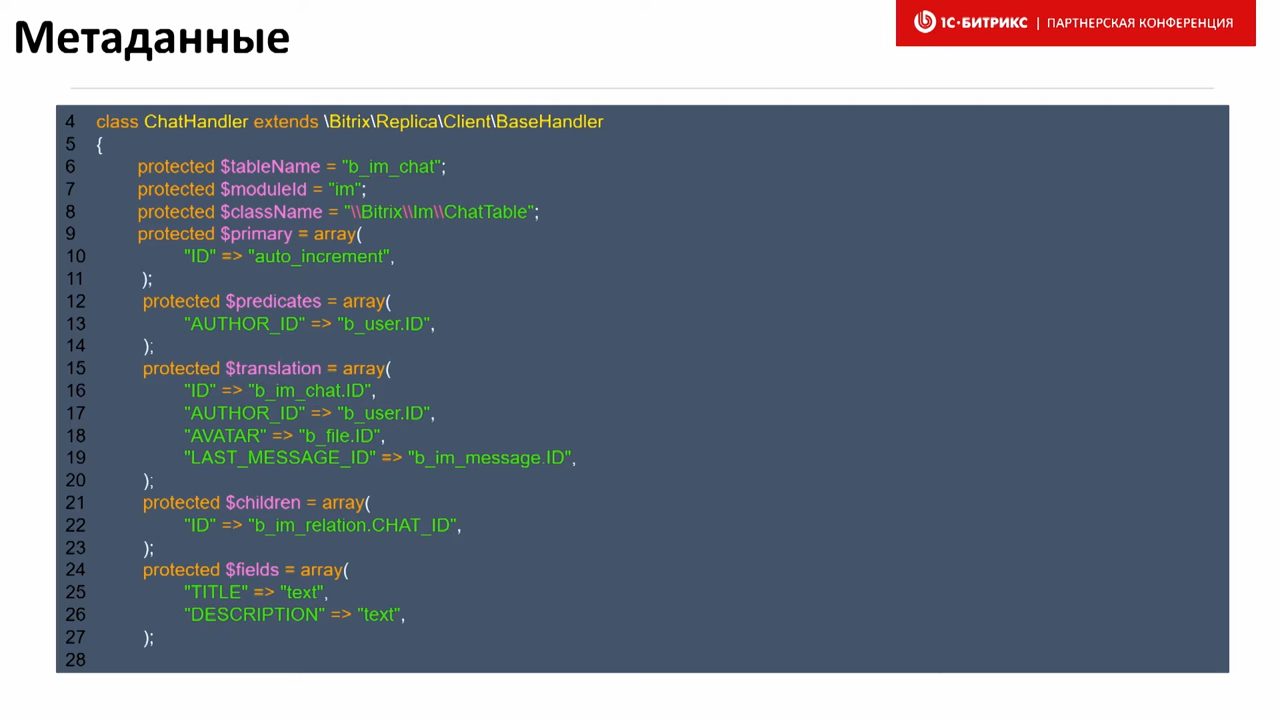 Метаданные
1С·БИТРИКС | ПАРТНЕРСКАЯ КОНФЕРЕНЦИЯ
4 class ChatHandler extends \Bitrix\Replica\Client\BaseHandler
5 {
6 protected $tableName = "b_im_chat";
7 protected $moduleId = "im";
8 protected $className = "\\Bitrix\\Im\\ChatTable";
9 protected $primary = array(
10 "ID" => "auto_increment",
11 );
12 protected $predicates = array(
13 "AUTHOR_ID" => "b_user.ID",
14 );
15 protected $translation = array(
16 "ID" => "b_im_chat.ID",
17 "AUTHOR_ID" => "b_user.ID",
18 "AVATAR" => "b_file.ID",
19 "LAST_MESSAGE_ID" => "b_im_message.ID",
20 );
21 protected $children = array(
22 "ID" => "b_im_relation.CHAT_ID",
23 );
24 protected $fields = array(
25 "TITLE" => "text",
26 "DESCRIPTION" => "text",
27 );
28